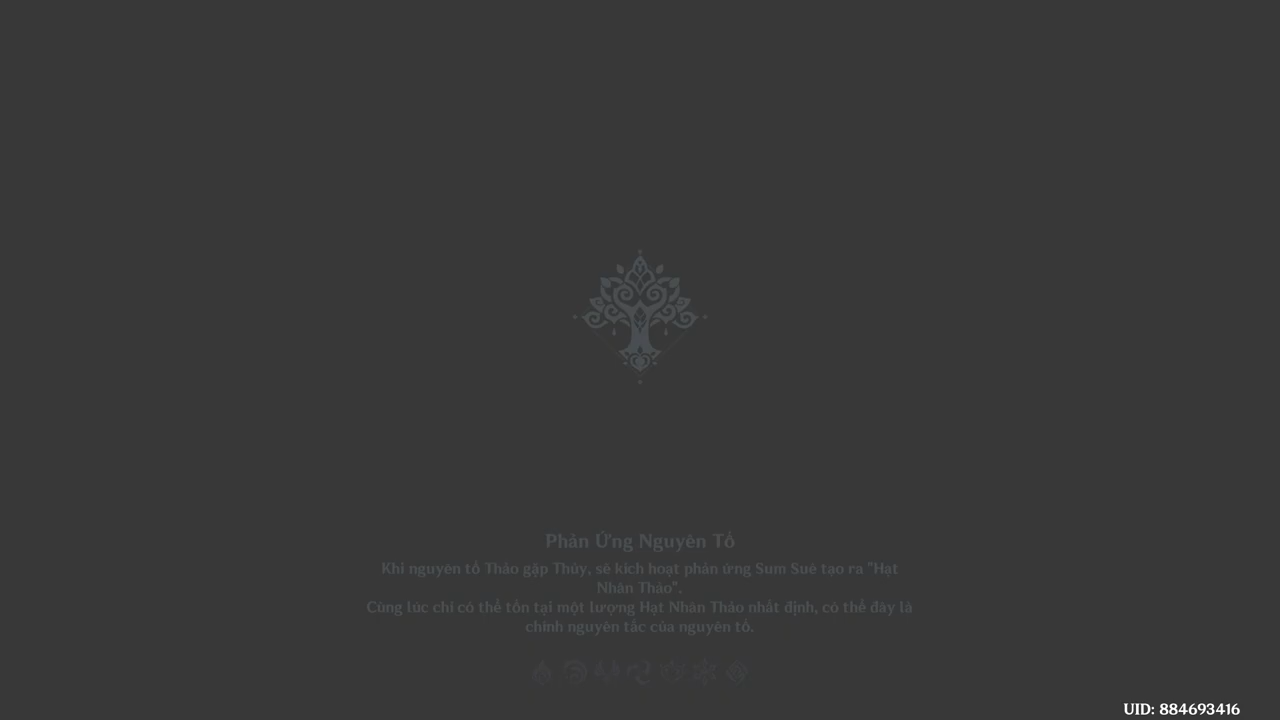 Phản Ứng Nguyên Tố
Khi nguyên tố Thảo gặp Thủy, sẽ kích hoạt phản ứng Sum Suê tạo ra "Hạt
Nhân Thảo".
Cùng lúc chỉ có thể tồn tại một lượng Hạt Nhân Thảo nhất định, có thể đây là
chính nguyên tắc của nguyên tố.
UID: 884693416